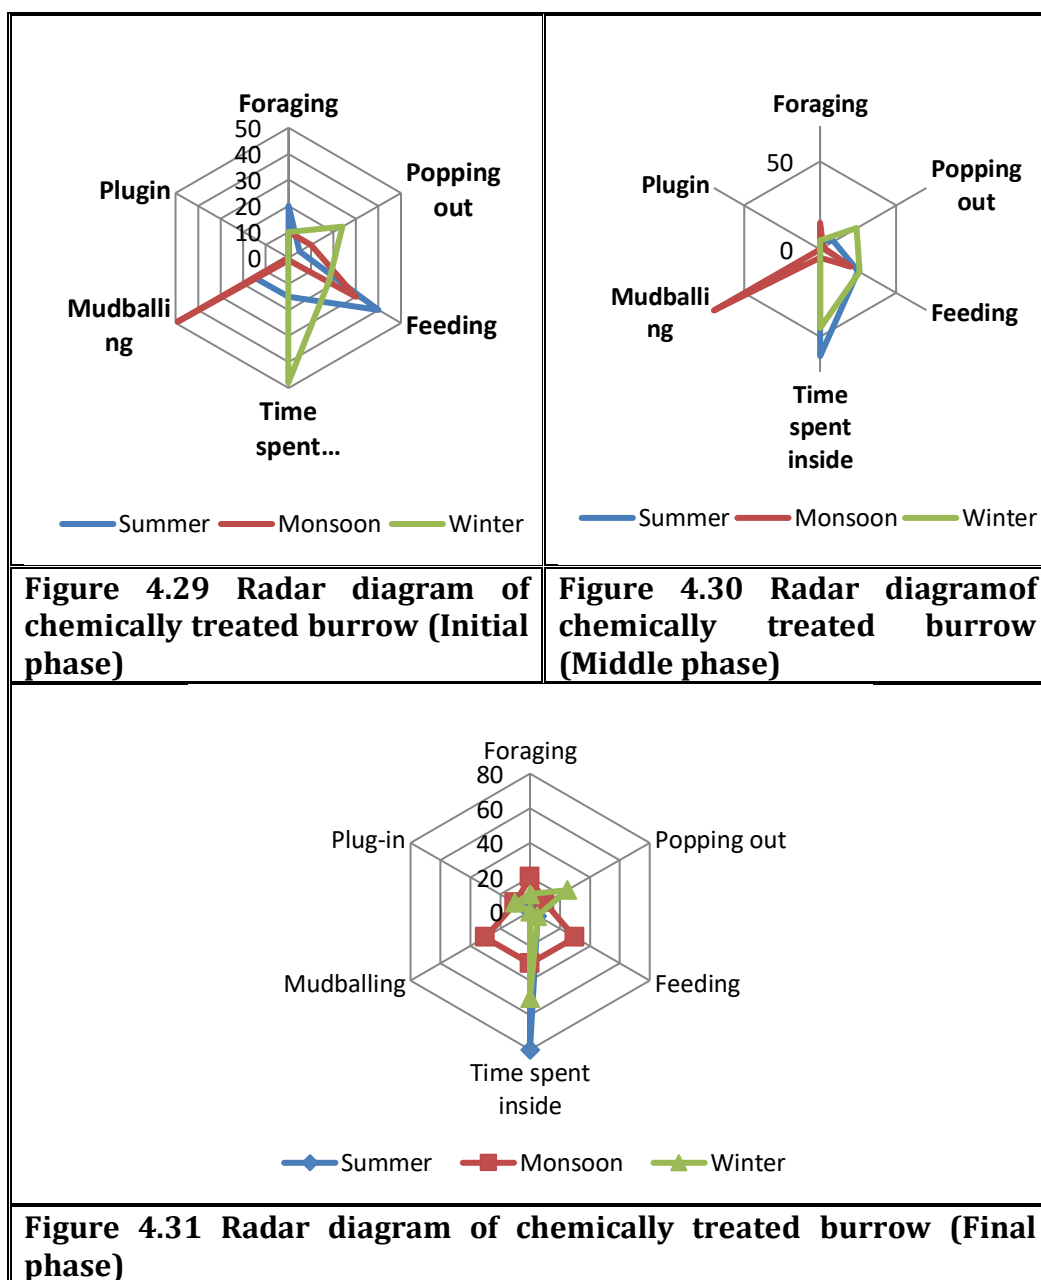 Foraging
50
40
30
20
10
0
Popping
out
Plugin
Mudballi
ng
Feeding
Time
spent...
Summer Monsoon Winter
Foraging
50
0
Popping
out
Plugin
Mudballi
ng
Feeding
Time
spent
inside
Summer Monsoon Winter
Figure 4.29 Radar diagram of
chemically treated burrow (Initial
phase)
Figure 4.30 Radar diagramof
chemically treated burrow
(Middle phase)
Foraging
80
60
40
20
0
Plug-in
Popping out
Mudballing
Feeding
Time spent
inside
Summer Monsoon Winter
Figure 4.31 Radar diagram of chemically treated burrow (Final
phase)